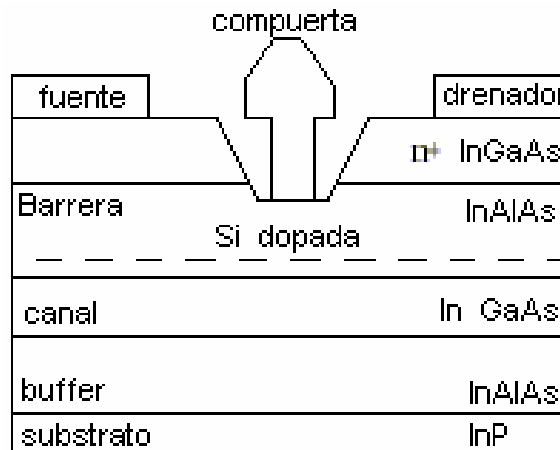 compuerta
fuente
drenador
n+ InGaAs
Barrera
InAlAs
Si dopada
canal
In GaAs
buffer
InAlAs
substrato
InP